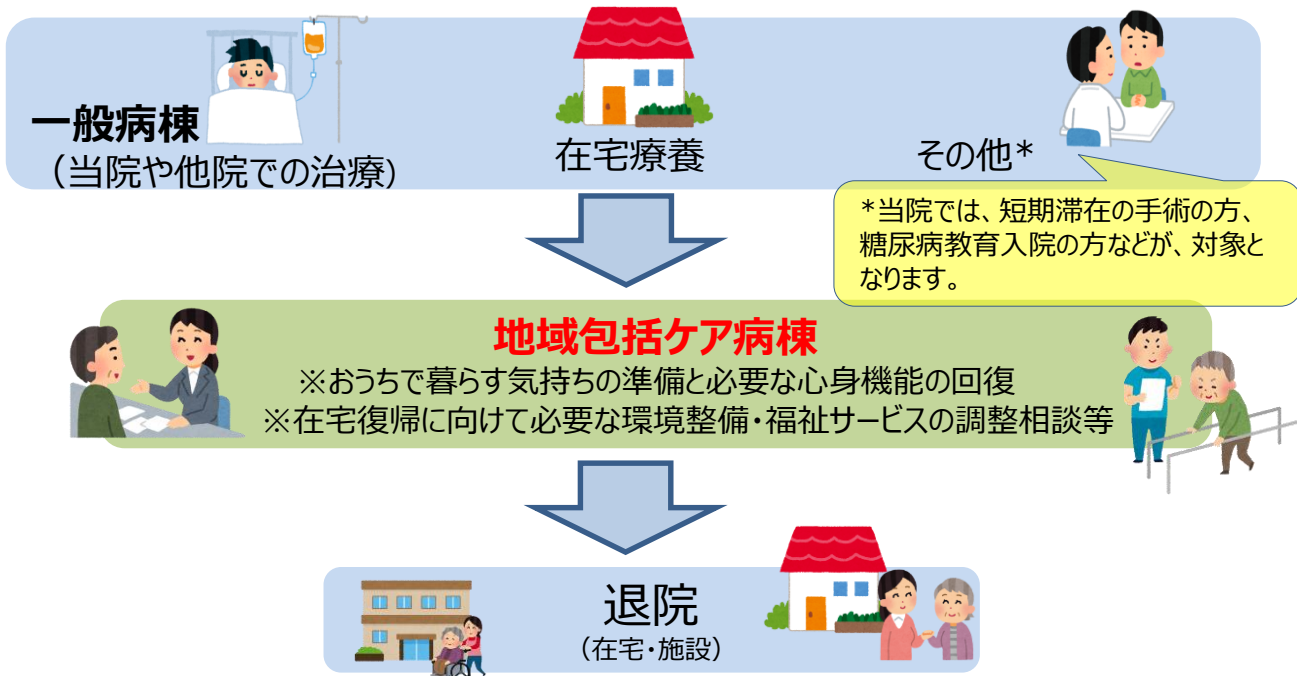 一般病棟
（当院や他院での治療）
在宅療養
その他*
*当院では、短期滞在の手術の方、
糖尿病教育入院の方などが、対象と
なります。
地域包括ケア病棟
※おうちで暮らす気持ちの準備と必要な心身機能の回復
※在宅復帰に向けて必要な環境整備・福祉サービスの調整相談等
退院
（在宅・施設）